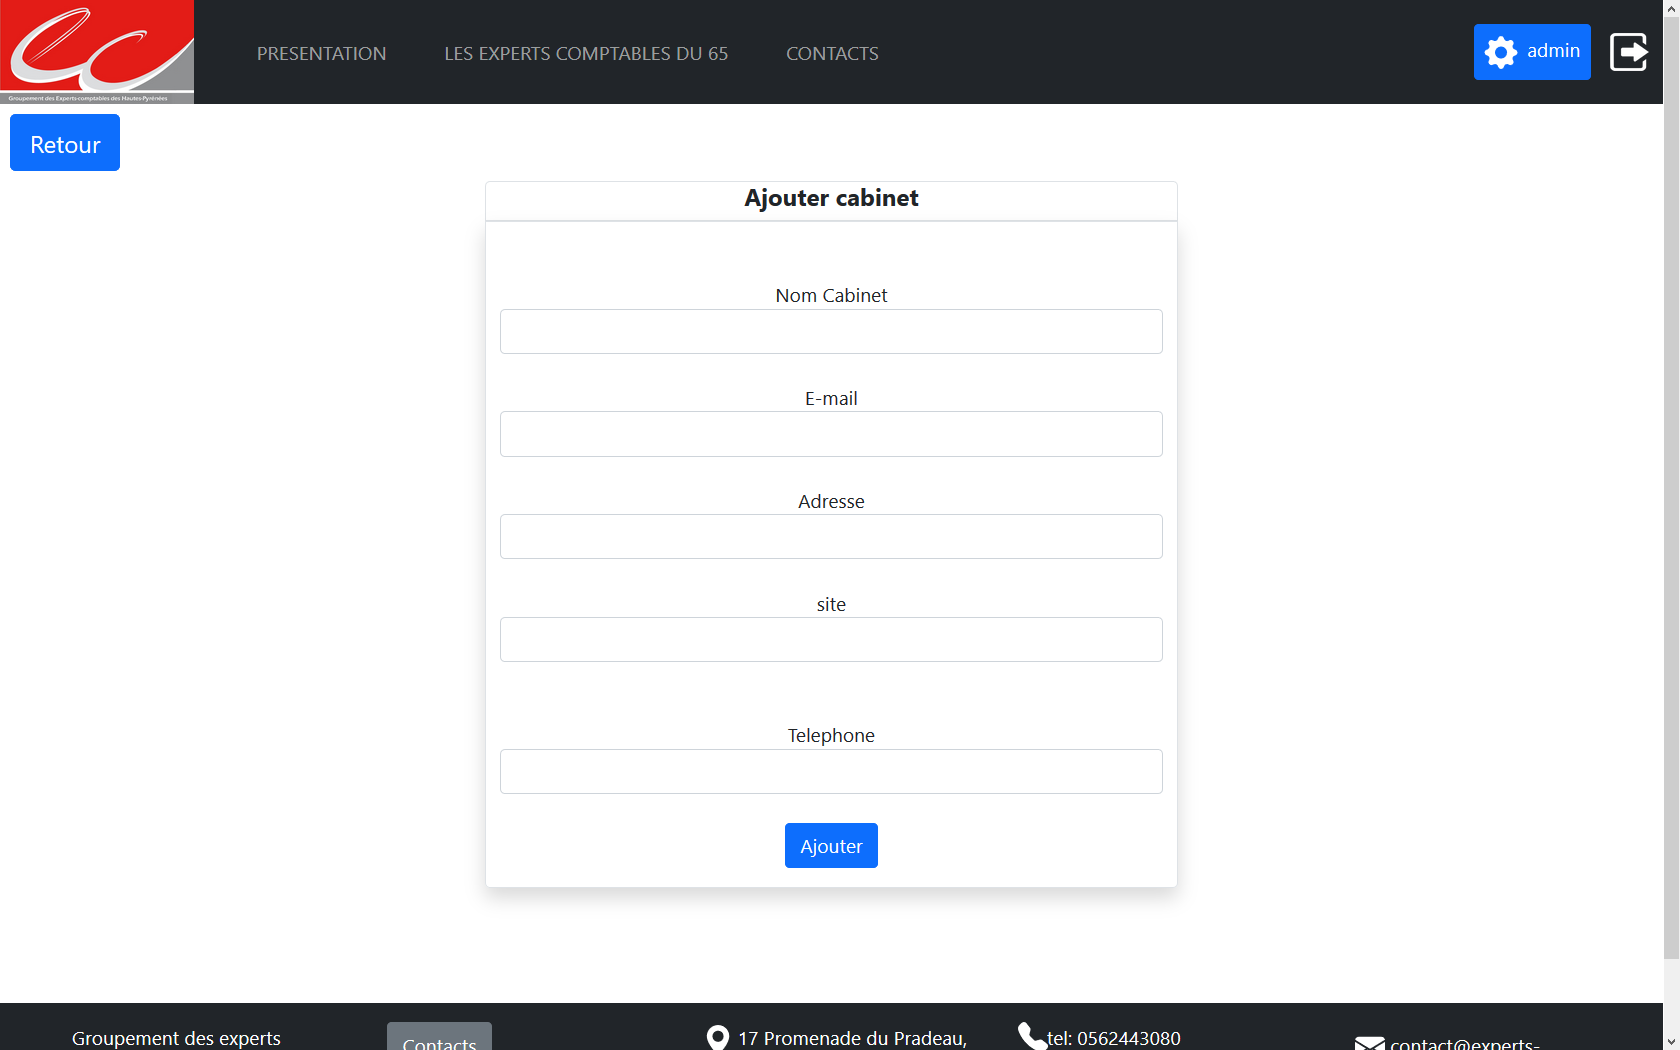 Groupement des Experts-comptables des Hautes Pyrénées
PRESENTATION
LES EXPERTS COMPTABLES DU 65
CONTACTS
admin
Retour
Ajouter cabinet
Nom Cabinet
E-mail
Adresse
site
Telephone
Ajouter
Groupement des experts
Contacts
17 Promenade du Pradeau,
tel: 0562443080
contact@experts-